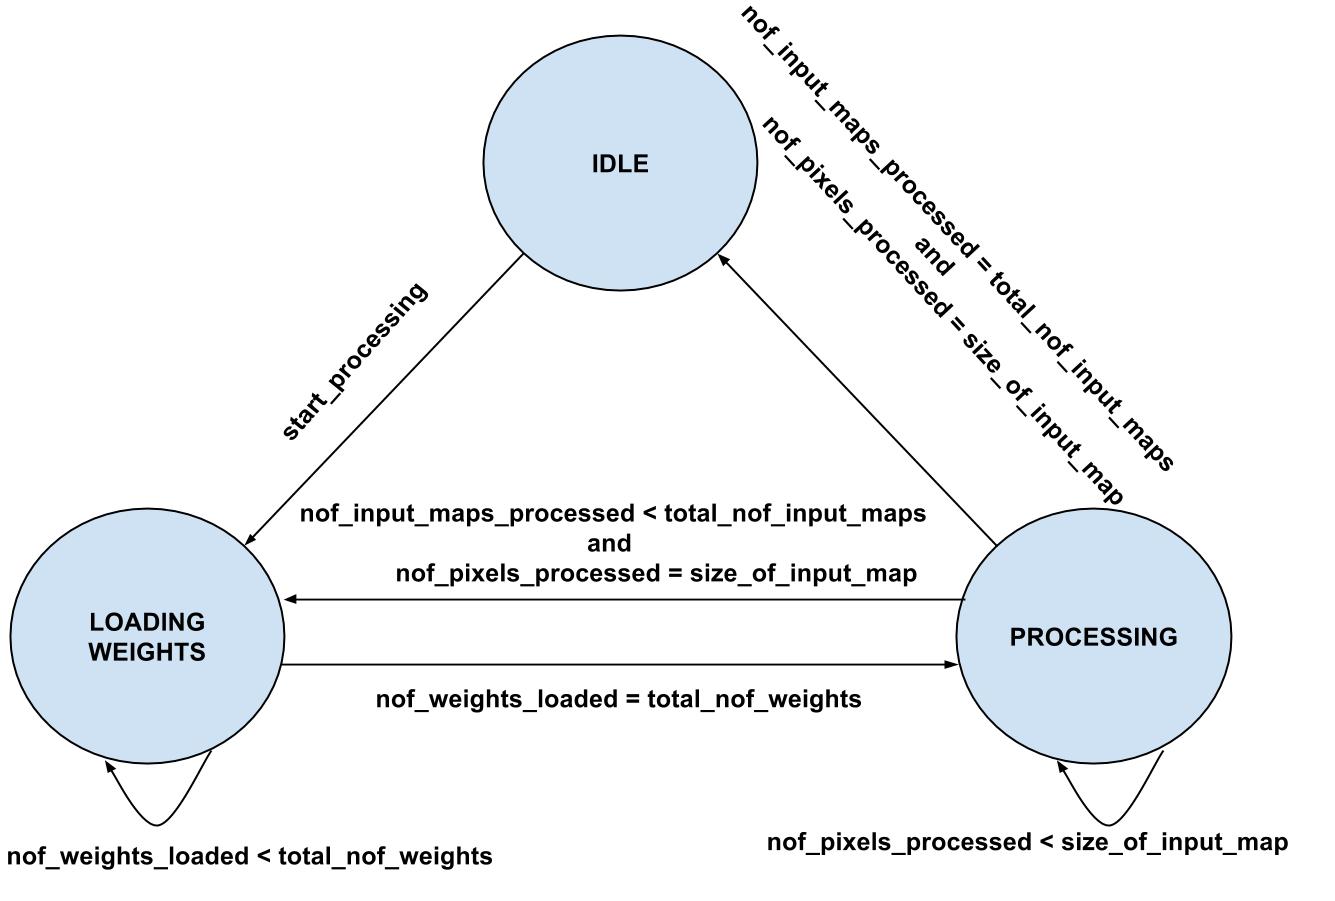 nof_input_maps_processed = total_nof_input_maps
and
nof_pixels_processed = size_of_input_map
IDLE
start_processing
nof_input_maps_processed < total_nof_input_maps
and
nof_pixels_processed = size_of_input_map
LOADING
WEIGHTS
PROCESSING
nof_weights_loaded = total_nof_weights
nof_weights_loaded < total_nof_weights
nof_pixels_processed < size_of_input_map